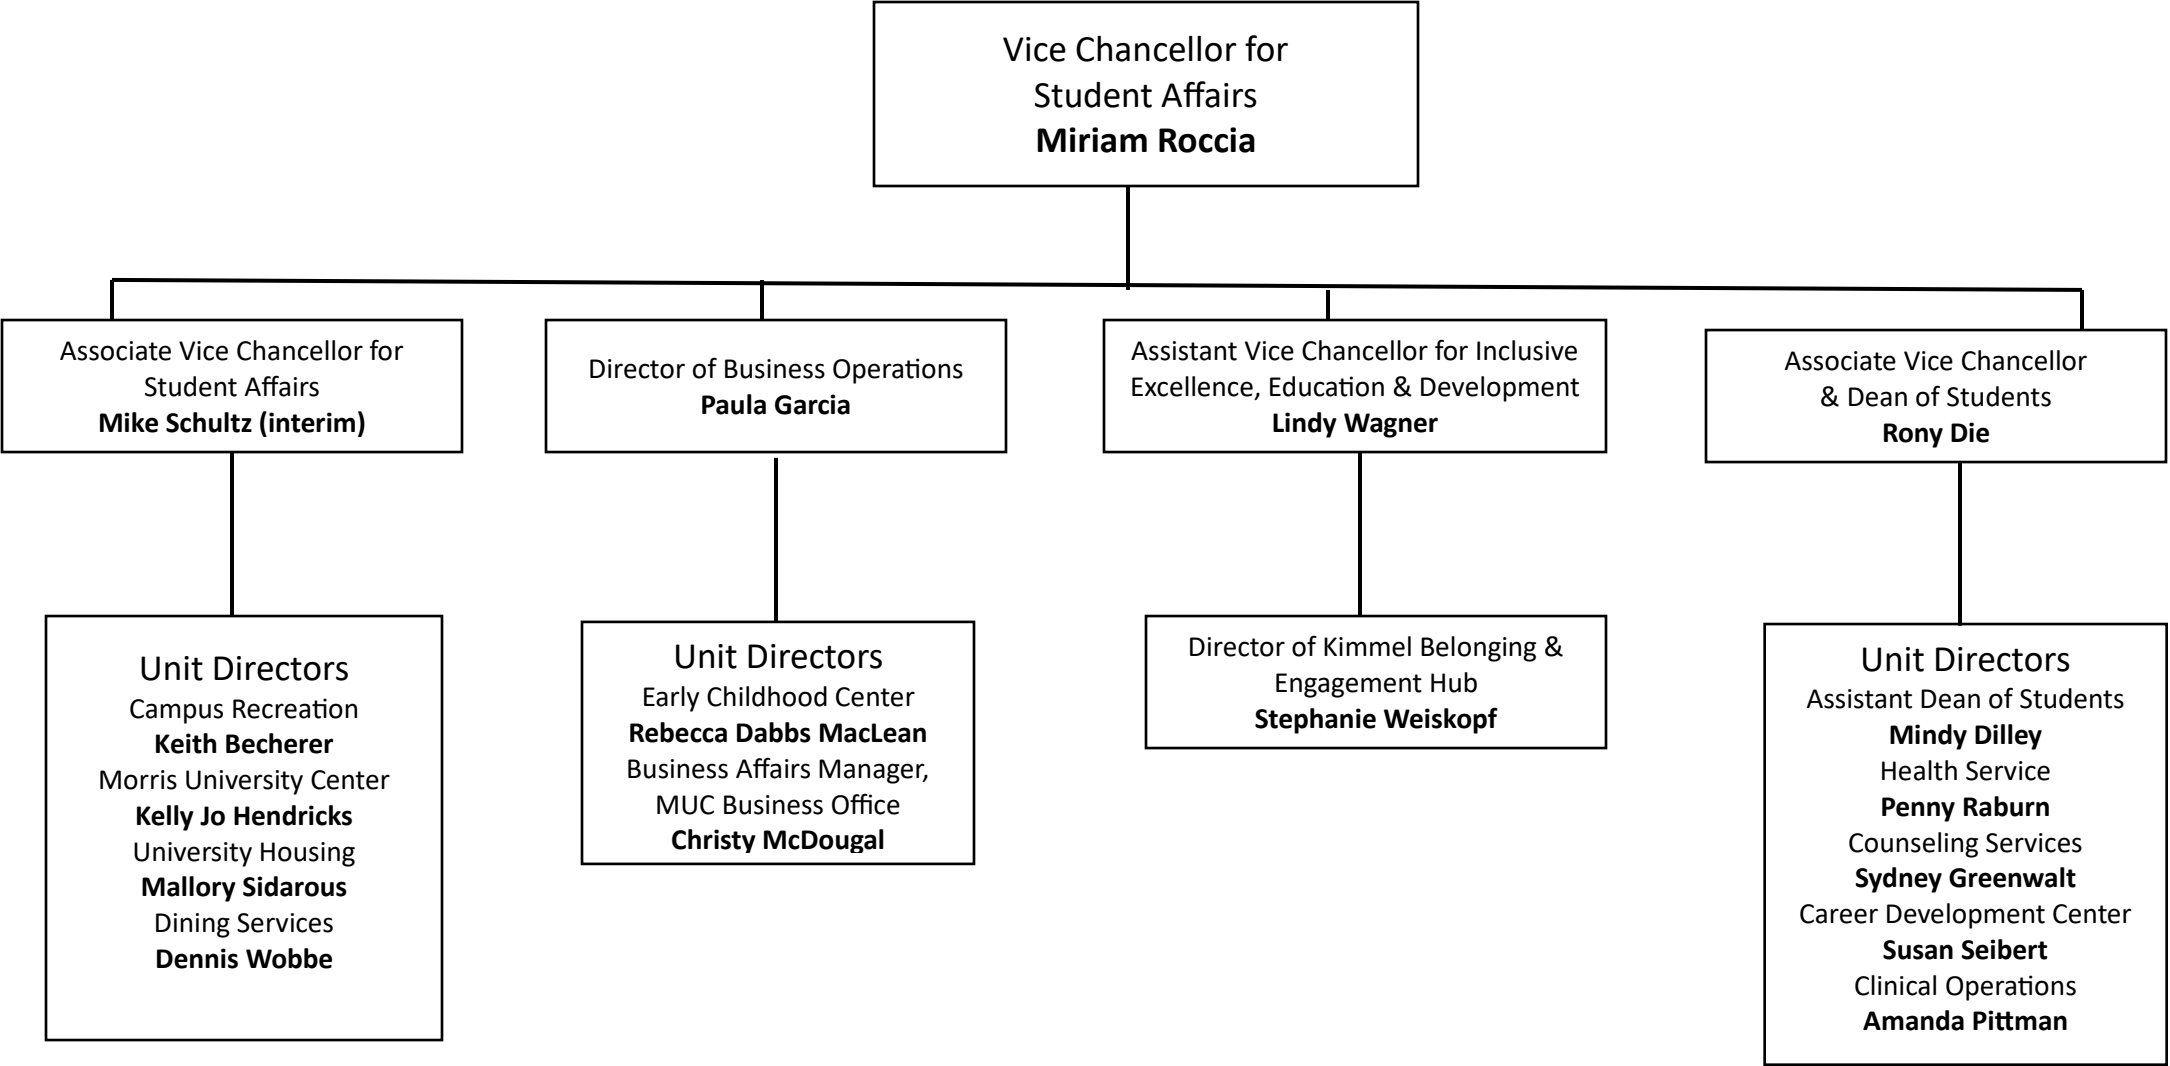 Vice Chancellor for
Student Affairs
Miriam Roccia
Associate Vice Chancellor for
Student Affairs
Mike Schultz (interim)
Director of Business Operations
Paula Garcia
Assistant Vice Chancellor for Inclusive
Excellence, Education & Development
Lindy Wagner
Associate Vice Chancellor
& Dean of Students
Rony Die
Unit Directors
Campus Recreation
Keith Becherer
Morris University Center
Kelly Jo Hendricks
University Housing
Mallory Sidarous
Dining Services
Dennis Wobbe
Unit Directors
Early Childhood Center
Rebecca Dabbs MacLean
Business Affairs Manager,
MUC Business Office
Christy McDougal
Director of Kimmel Belonging &
Engagement Hub
Stephanie Weiskopf
Unit Directors
Assistant Dean of Students
Mindy Dilley
Health Service
Penny Raburn
Counseling Services
Sydney Greenwalt
Career Development Center
Susan Seibert
Clinical Operations
Amanda Pittman